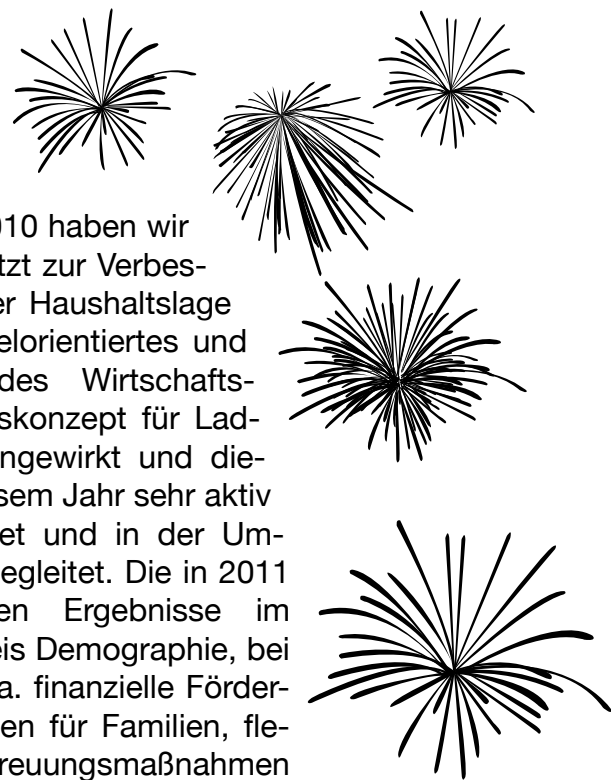 010 haben wir
tzt zur Verbes-
er Haushaltslage
elorientiertes und
des Wirtschafts-
skonzept für Lad-
ngewirkt und die-
sem Jahr sehr aktiv
et und in der Um-
egleitet. Die in 2011
en Ergebnisse im
eis Demographie, bei
a. finanzielle Förder-
en für Familien, fle-
treuungsmaßnahmen